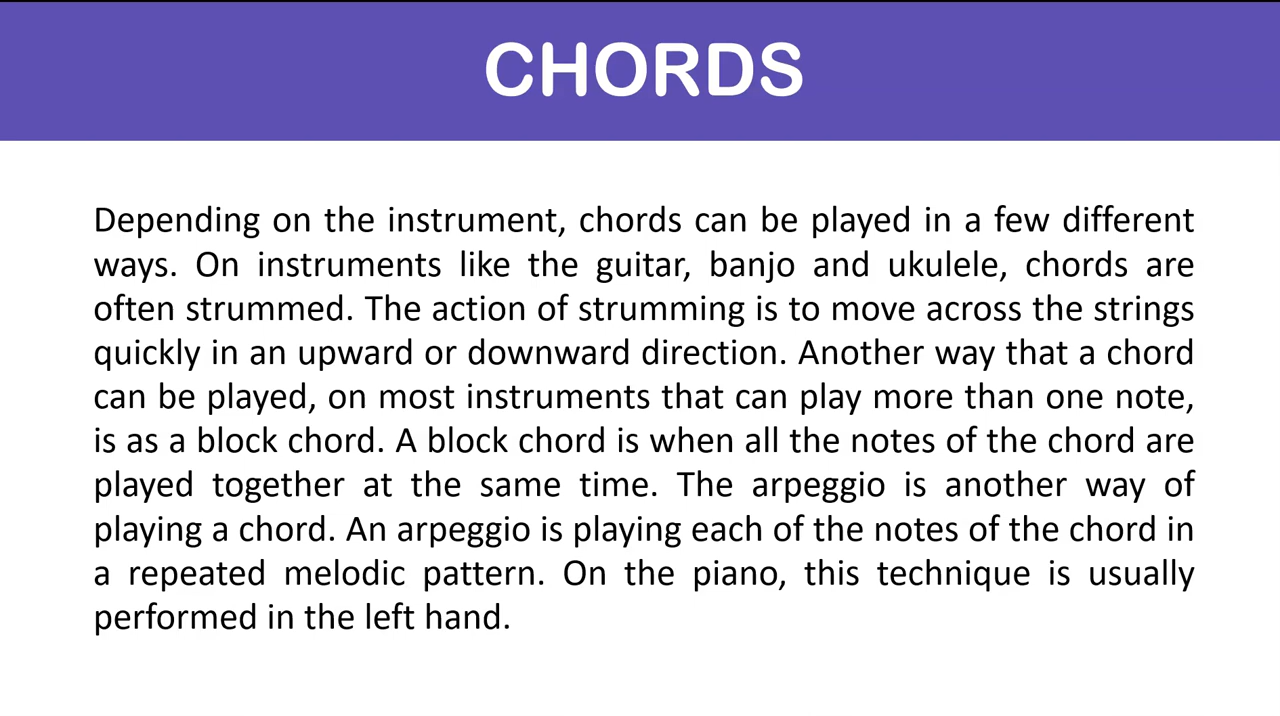 CHORDS
Depending on the instrument, chords can be played in a few different
ways. On instruments like the guitar, banjo and ukulele, chords are
often strummed. The action of strumming is to move across the strings
quickly in an upward or downward direction. Another way that a chord
can be played, on most instruments that can play more than one note,
is as a block chord. A block chord is when all the notes of the chord are
played together at the same time. The arpeggio is another way of
playing a chord. An arpeggio is playing each of the notes of the chord in
a repeated melodic pattern. On the piano, this technique is usually
performed in the left hand.